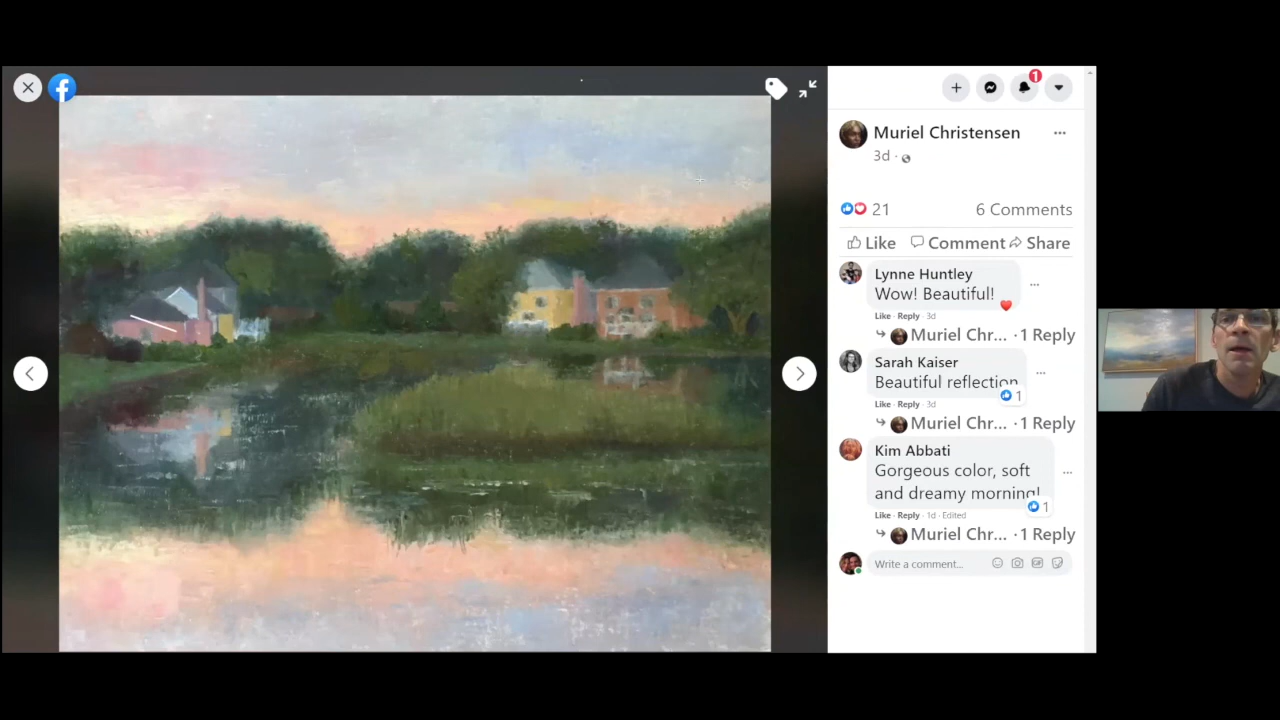 Muriel Christensen
3d ·
21
6 Comments
Like Comment Share
Lynne Huntley
Wow! Beautiful!
Like · Reply · 3d
Muriel Chr... · 1 Reply
Sarah Kaiser
Beautiful reflection
1
Like · Reply · 3d
Muriel Chr... · 1 Reply
Kim Abbati
Gorgeous color, soft
and dreamy morning!
1
Like · Reply · 1d · Edited
Muriel Chr... · 1 Reply
Write a comment...
1
GIF